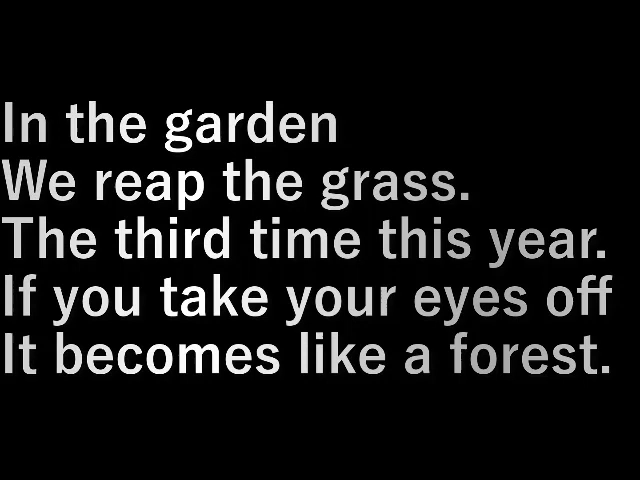 In the garden
We reap the grass.
The third time this year.
If you take your eyes off
It becomes like a forest.